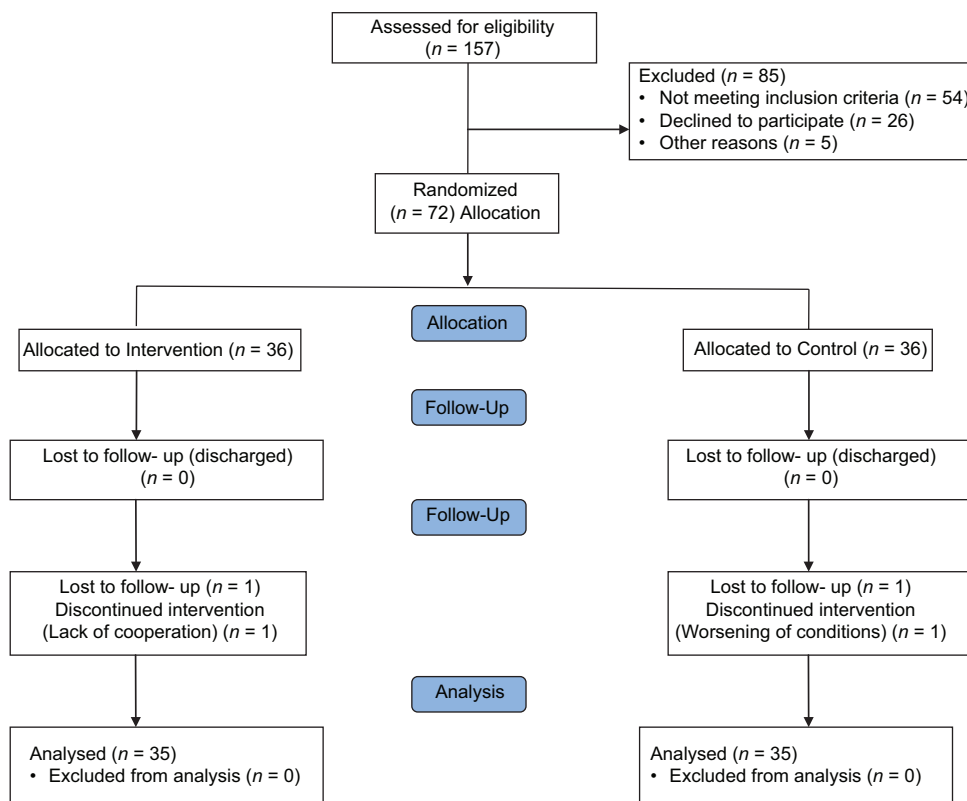 Assessed for eligibility
(n = 157)
Excluded (n = 85)
• Not meeting inclusion criteria (n = 54)
• Declined to participate (n = 26)
• Other reasons (n = 5)
Randomized
(n = 72) Allocation
Allocation
Allocated to Intervention (n = 36)
Allocated to Control (n = 36)
Follow-Up
Lost to follow- up (discharged)
(n = 0)
Lost to follow- up (discharged)
(n = 0)
Follow-Up
Lost to follow- up (n = 1)
Discontinued intervention
(Lack of cooperation) (n = 1)
Lost to follow- up (n = 1)
Discontinued intervention
(Worsening of conditions) (n = 1)
Analysis
Analysed (n = 35)
• Excluded from analysis (n = 0)
Analysed (n = 35)
• Excluded from analysis (n = 0)